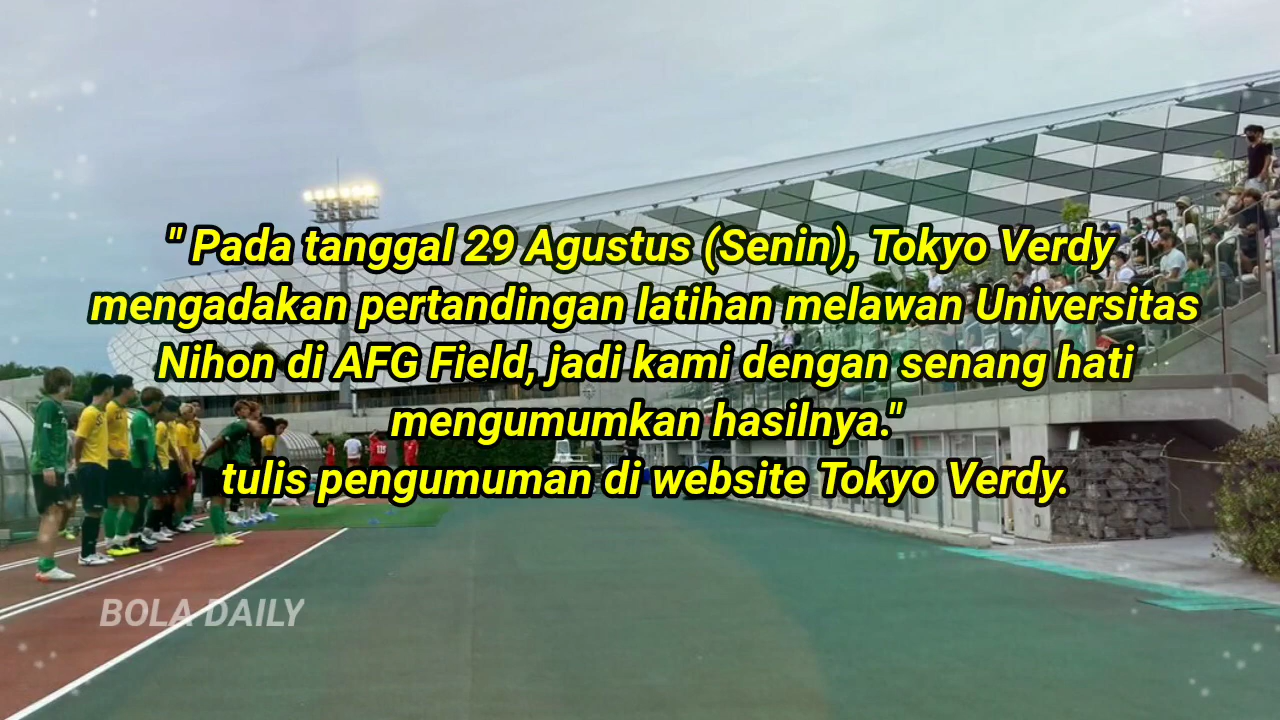 " Pada tanggal 29 Agustus (Senin), Tokyo Verdy
mengadakan pertandingan latihan melawan Universitas
Nihon di AFG Field, jadi kami dengan senang hati
mengumumkan hasilnya."
tulis pengumuman di website Tokyo Verdy.
BOLA DAILY